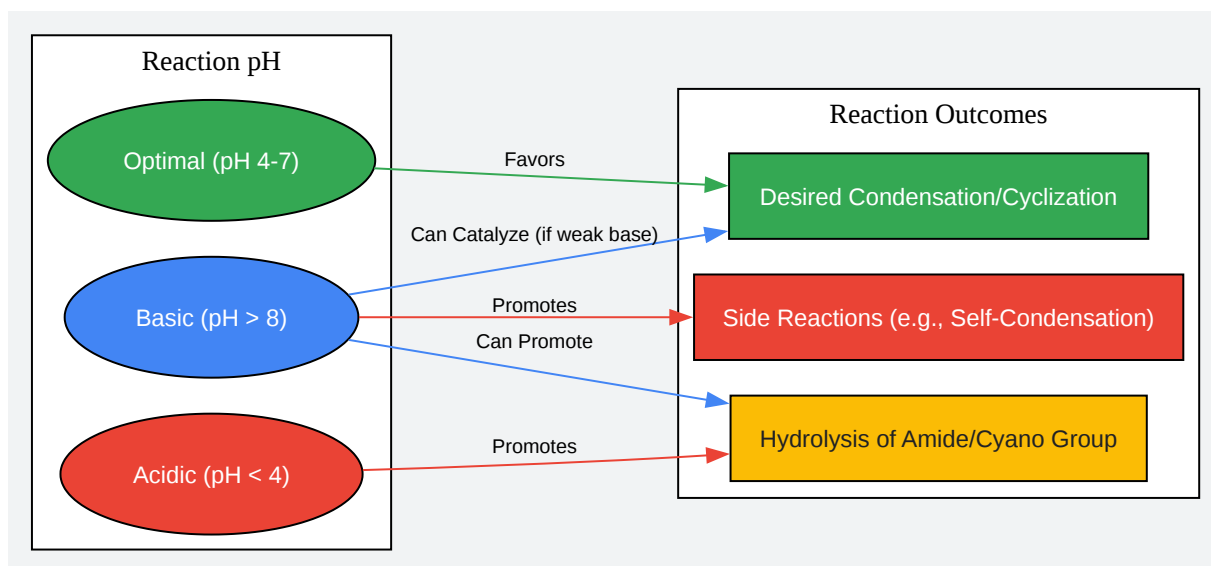 Reaction pH
Optimal (pH 4-7)
Basic (pH > 8)
Acidic (pH < 4)
Favors
Can Catalyze (if weak base)
Promotes
Can Promote
Promotes
Reaction Outcomes
Desired Condensation/Cyclization
Side Reactions (e.g., Self-Condensation)
Hydrolysis of Amide/Cyano Group